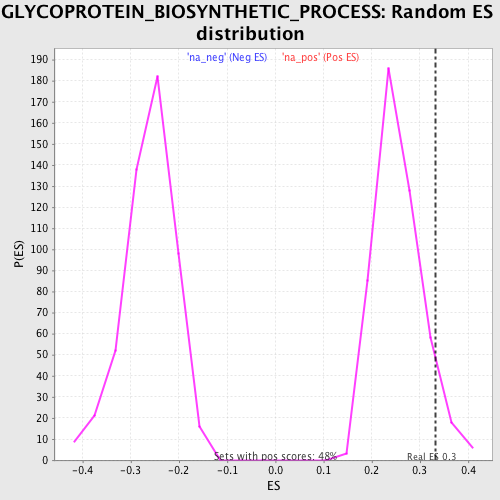 GLYCOPROTEIN_BIOSYNTHETIC_PROCESS: Random ES
distribution
'na_neg' (Neg ES) 'na_pos' (Pos ES)
190
180
170
160
150
140
130
120
110
100
90
80
70
60
50
40
30
20
10
0
P(ES)
Sets with pos scores: 48%
Real ES 0.3
-0.4 -0.3 -0.2 -0.1 0.0 0.1 0.2 0.3 0.4
ES